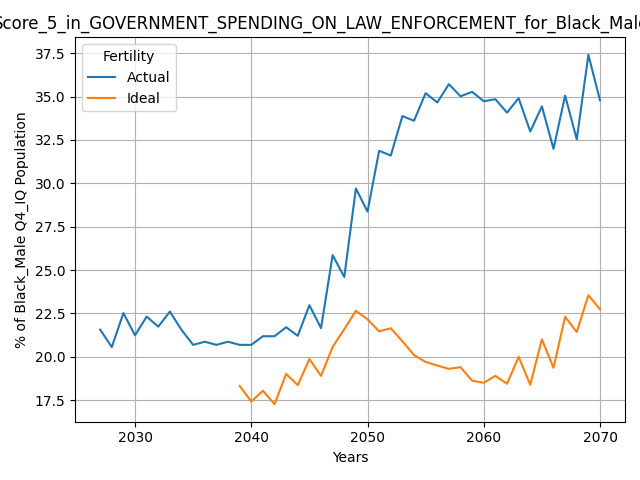 Score_5_in_GOVERNMENT_SPENDING_ON_LAW_ENFORCEMENT_for_Black_Male
Fertility
Actual
Ideal
37.5
35.0
32.5
30.0
27.5
25.0
22.5
20.0
17.5
% of Black_Male Q4_IQ Population
2030
2040
2050
2060
2070
Years